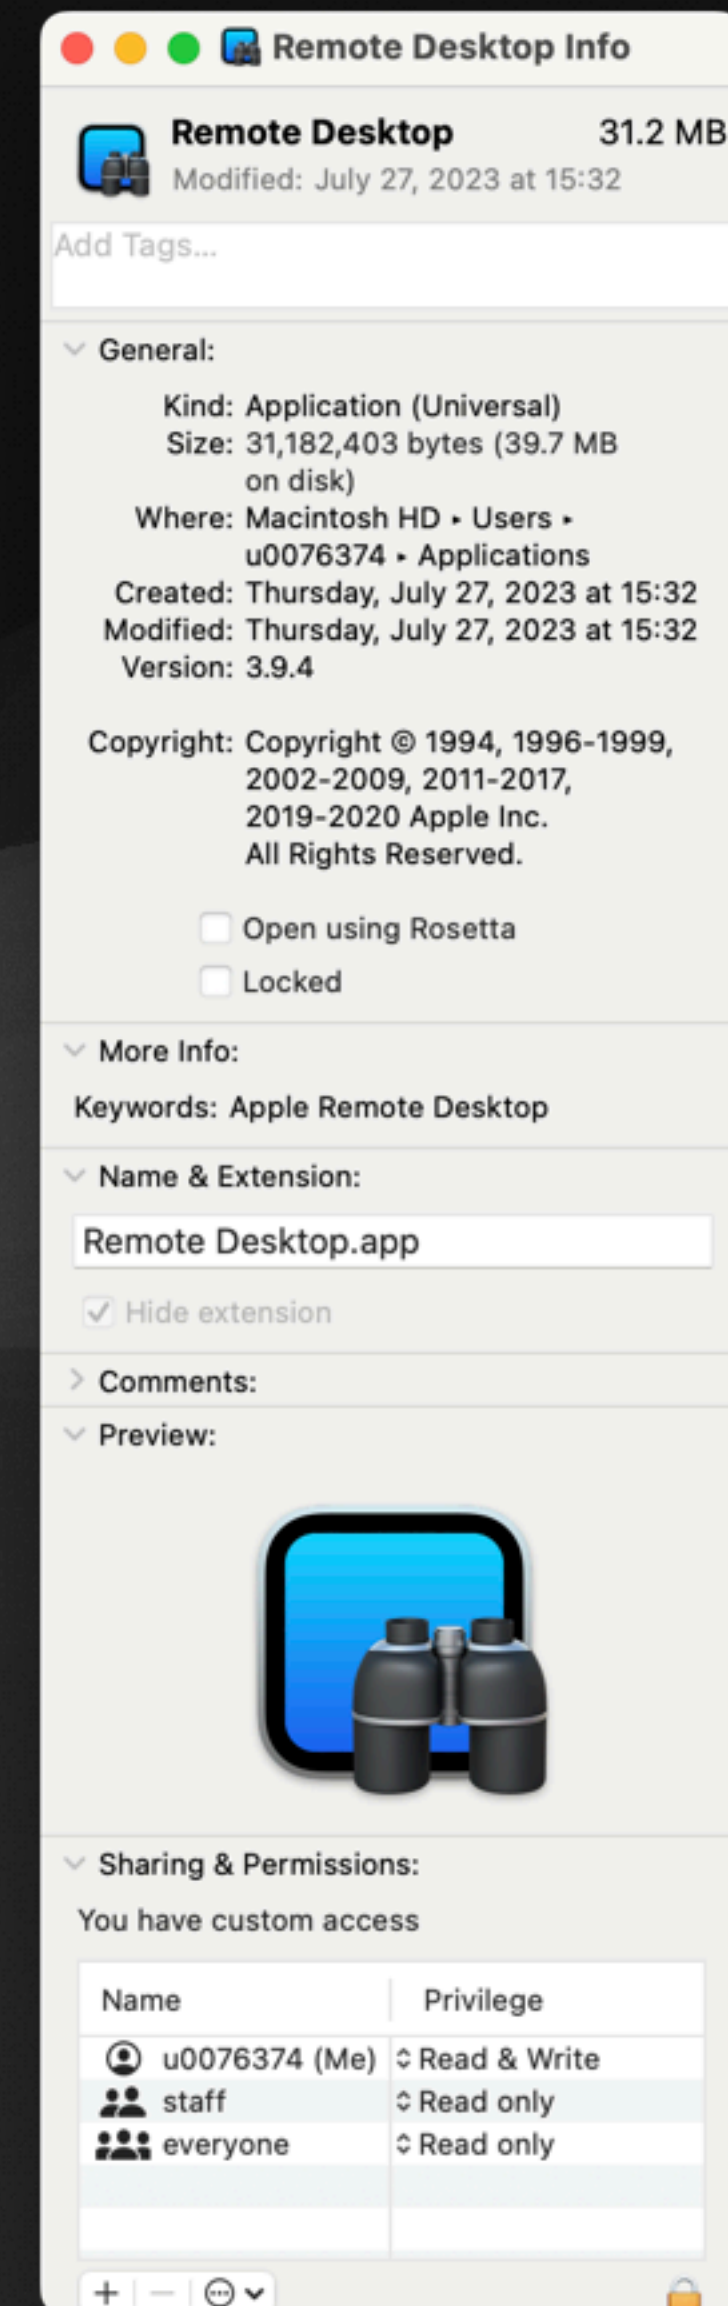 Remote Desktop Info
Remote Desktop 31.2 MB
Modified: July 27, 2023 at 15:32
Add Tags...
General:
Kind: Application (Universal)
Size: 31,182,403 bytes (39.7 MB
on disk)
Where: Macintosh HD ▸ Users ▸
u0076374 ▸ Applications
Created: Thursday, July 27, 2023 at 15:32
Modified: Thursday, July 27, 2023 at 15:32
Version: 3.9.4
Copyright: Copyright © 1994, 1996-1999,
2002-2009, 2011-2017,
2019-2020 Apple Inc.
All Rights Reserved.
Open using Rosetta
Locked
More Info:
Keywords: Apple Remote Desktop
Name & Extension:
Remote Desktop.app
Hide extension
Comments:
Preview:
Sharing & Permissions:
You have custom access
Name Privilege
u0076374 (Me) Read & Write
staff Read only
everyone Read only